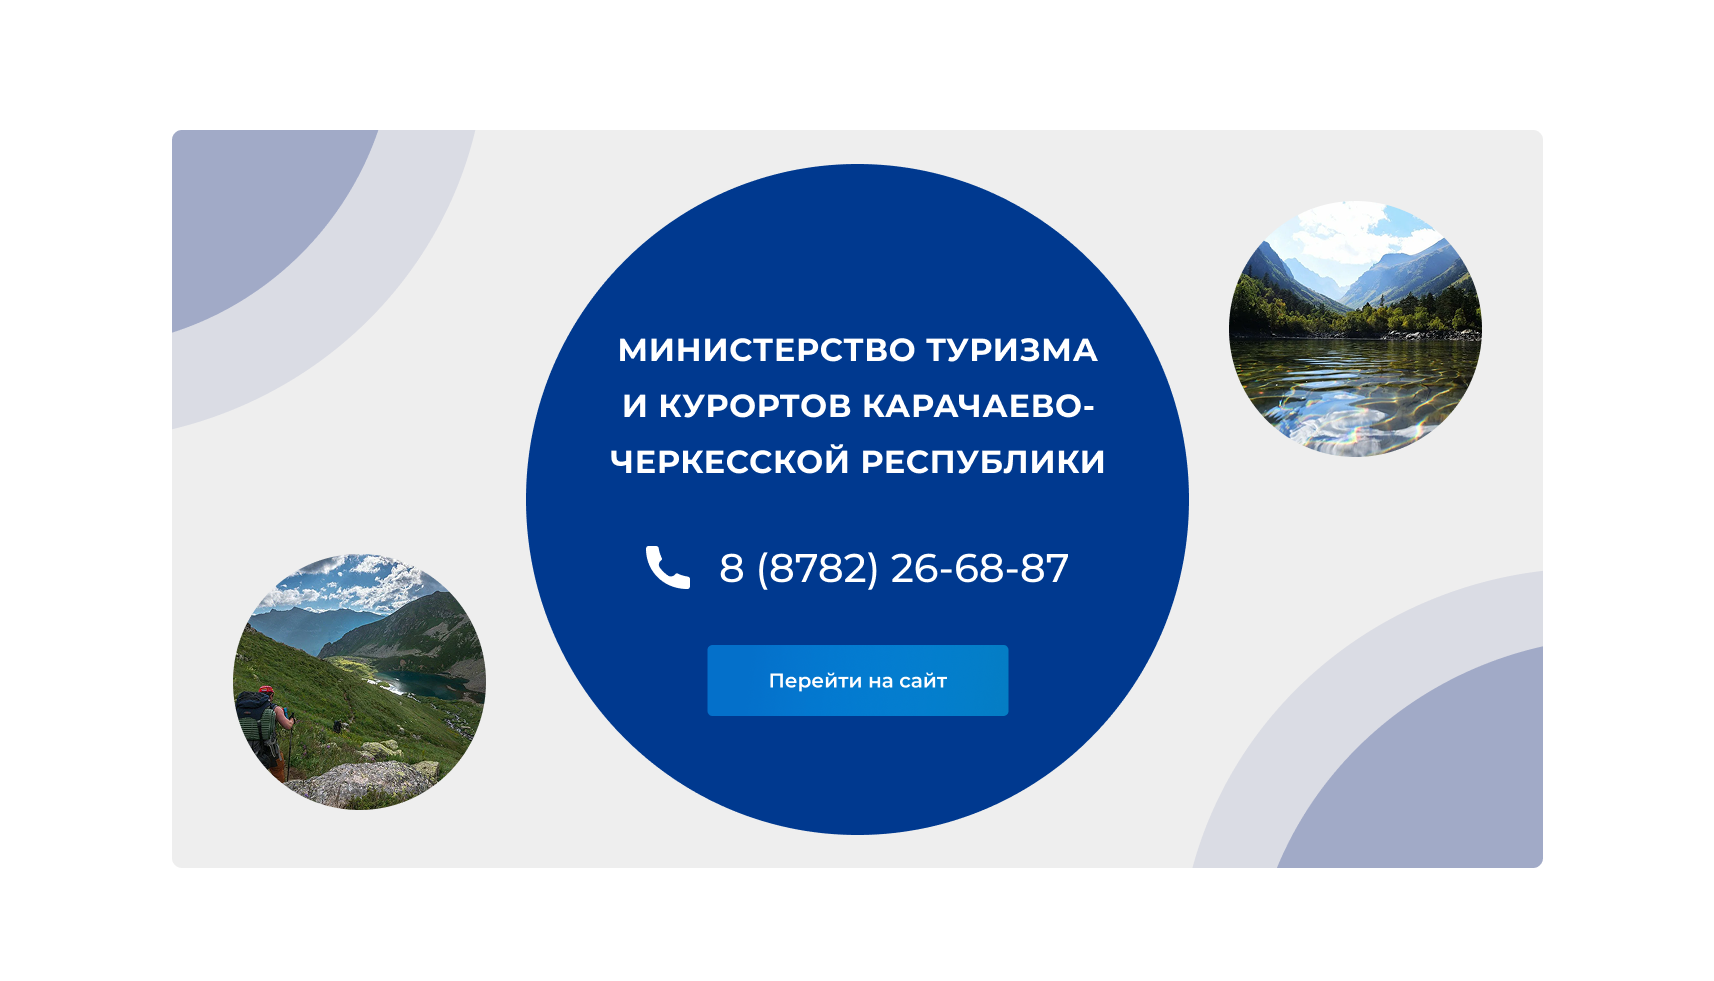 МИНИСТЕРСТВО ТУРИЗМА
И КУРОРТОВ КАРАЧАЕВО-
ЧЕРКЕССКОЙ РЕСПУБЛИКИ
8 (8782) 26-68-87
Перейти на сайт